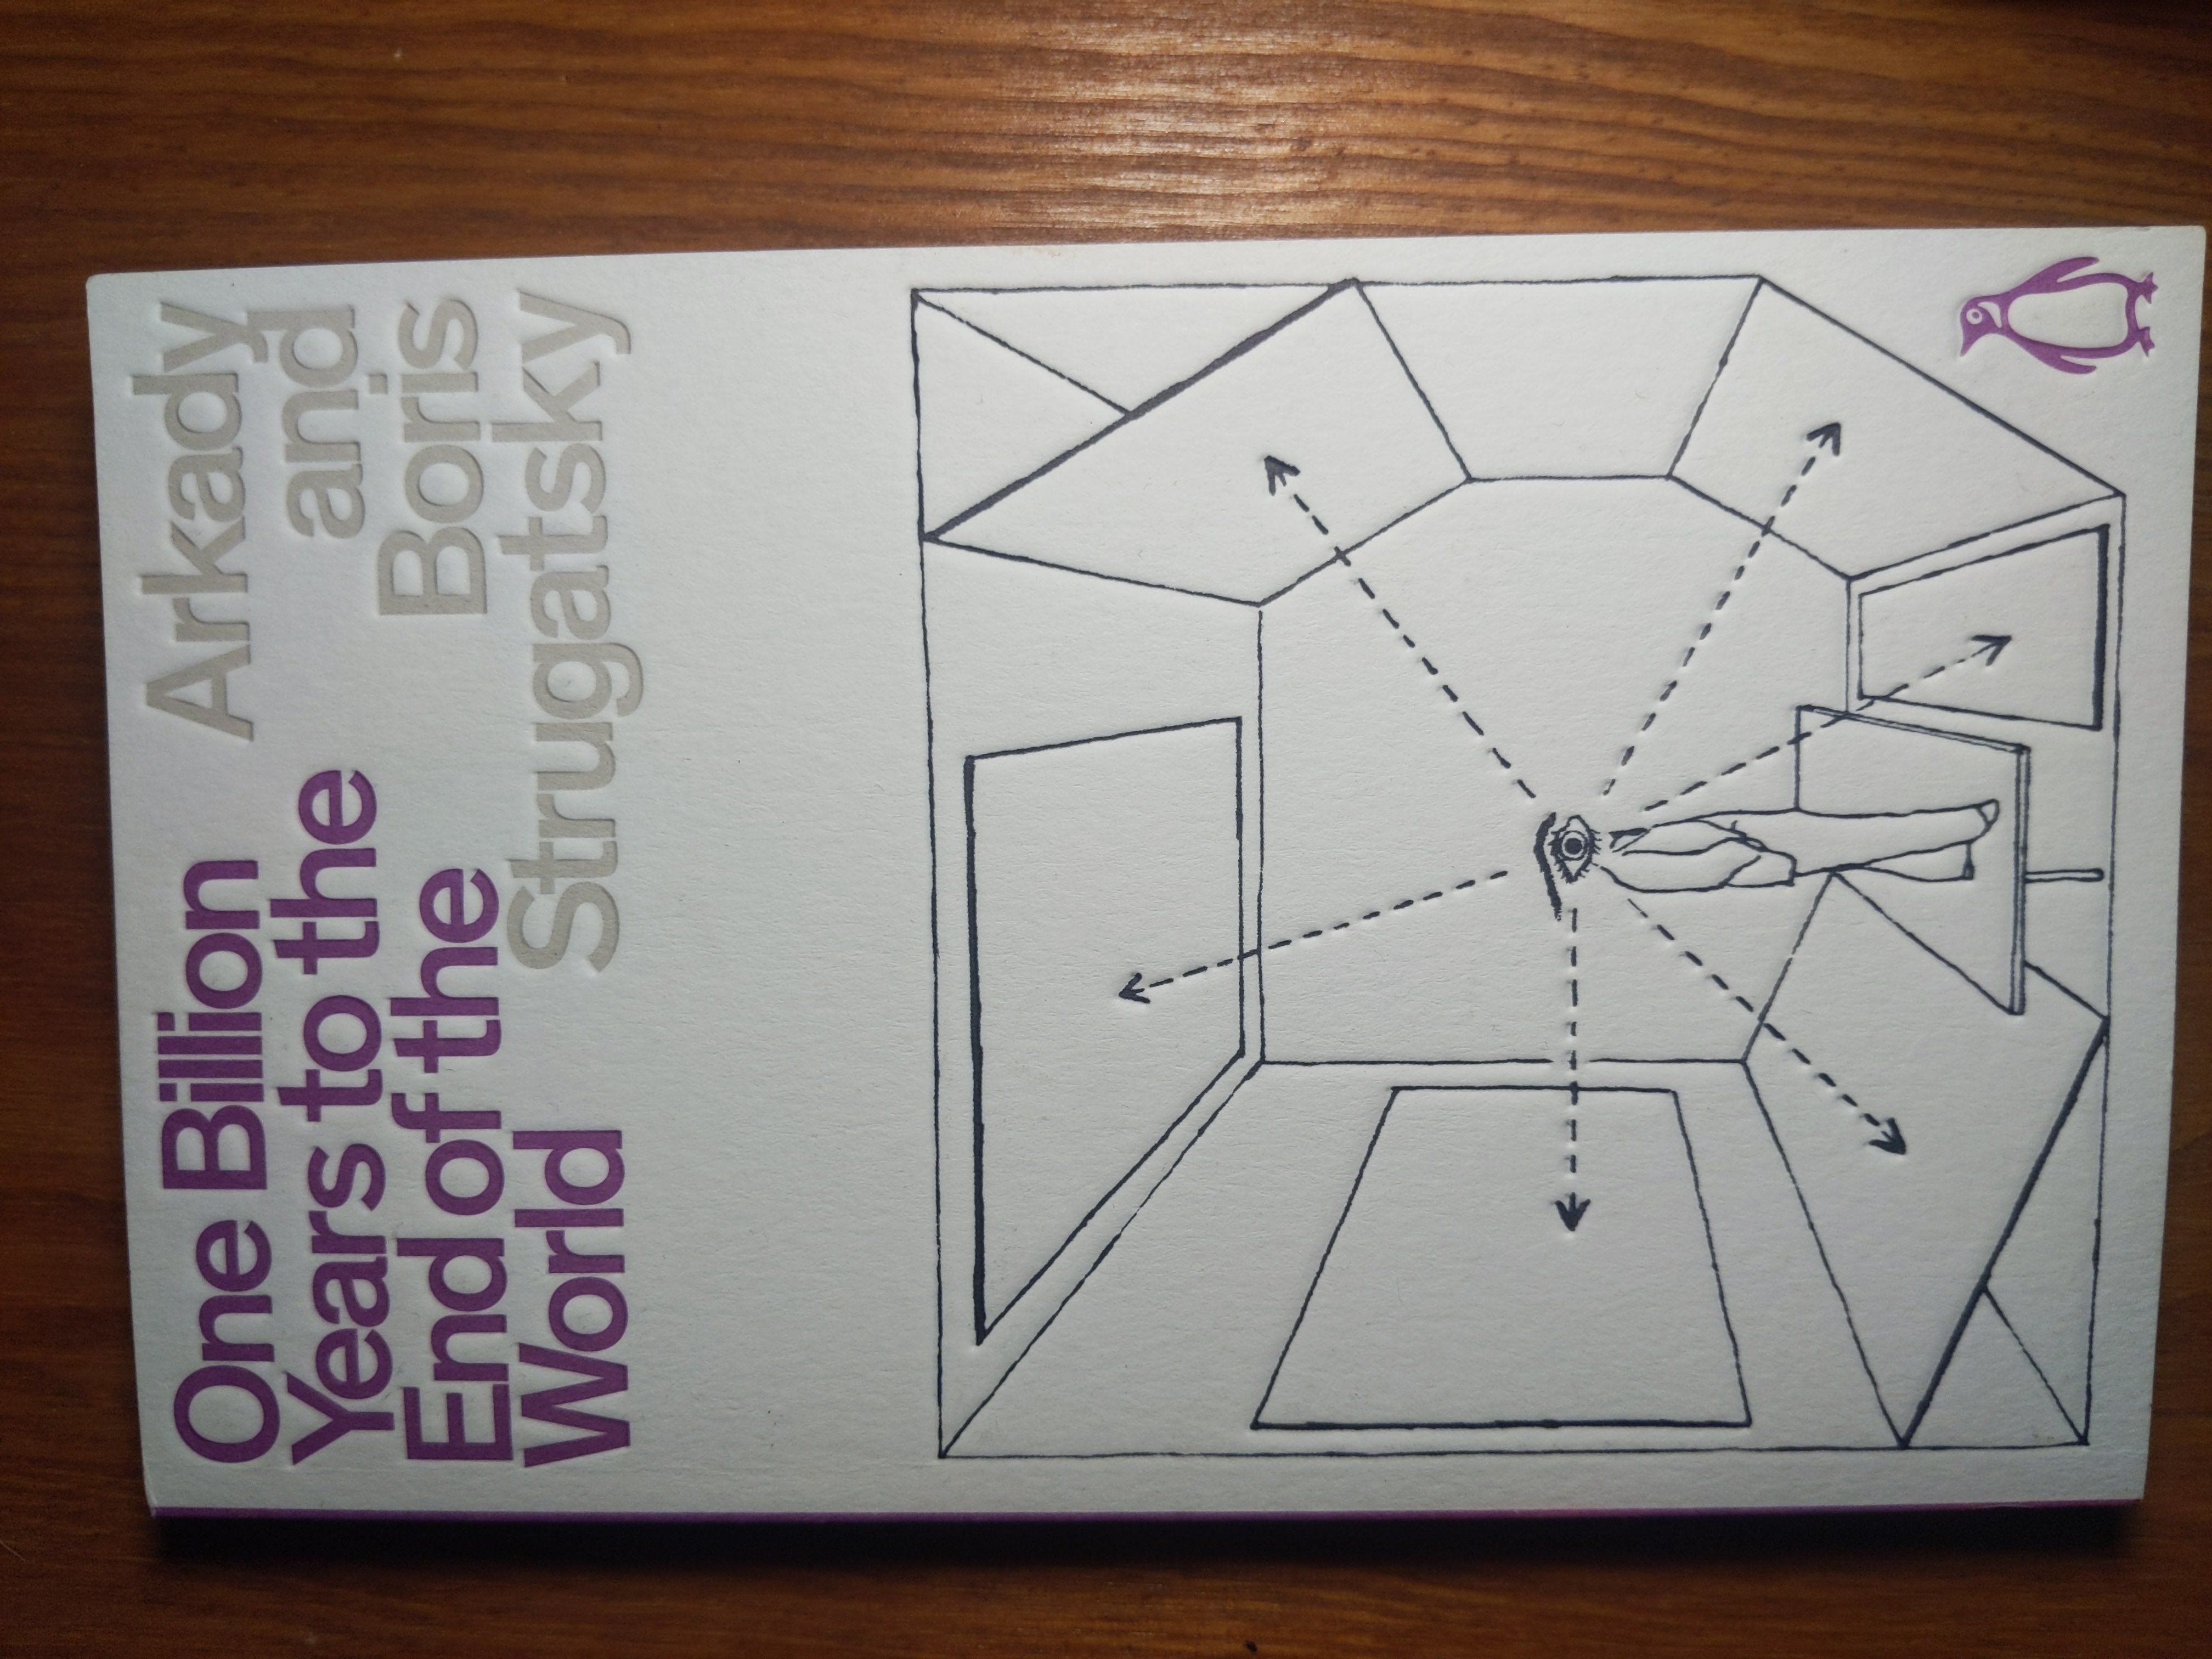 One Billion
Years to the
End of the
World
Arkady
and
Boris
Strugatsky